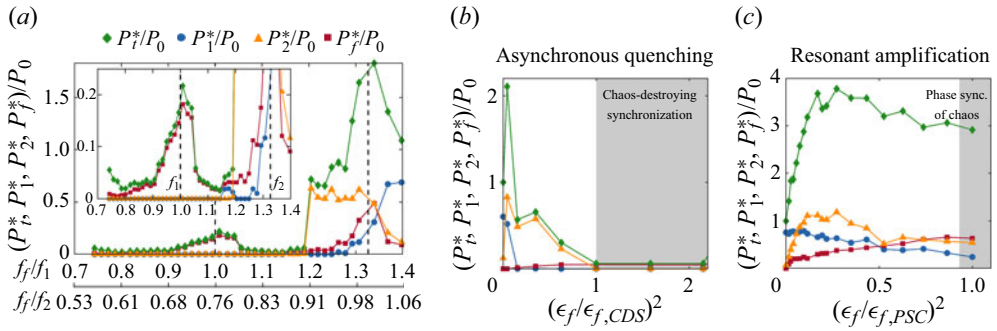 (a)
P*t/P0 P*1/P0 P*2/P0 P*f/P0
(P*t, P*1, P*2, P*f)/P0
1.5
1.0
0.5
0
0.2
0.1
0
f1
f2
0.7 0.8 0.9 1.0 1.1 1.2 1.3 1.4
0.7 0.8 0.9 1.0 1.1 1.2 1.3 1.4
ff/f1
0.53 0.61 0.68 0.76 0.83 0.91 0.98 1.06
ff/f2
(b)
Asynchronous quenching
(P*t, P*1, P*2, P*f)/P0
2
1
0
Chaos-destroying
synchronization
0 1 2
(ϵf/ϵf,CDS)²
(c)
Resonant amplification
(P*t, P*1, P*2, P*f)/P0
4
3
2
1
0
Phase sync.
of chaos
0 0.5 1.0
(ϵf/ϵf,PSC)²